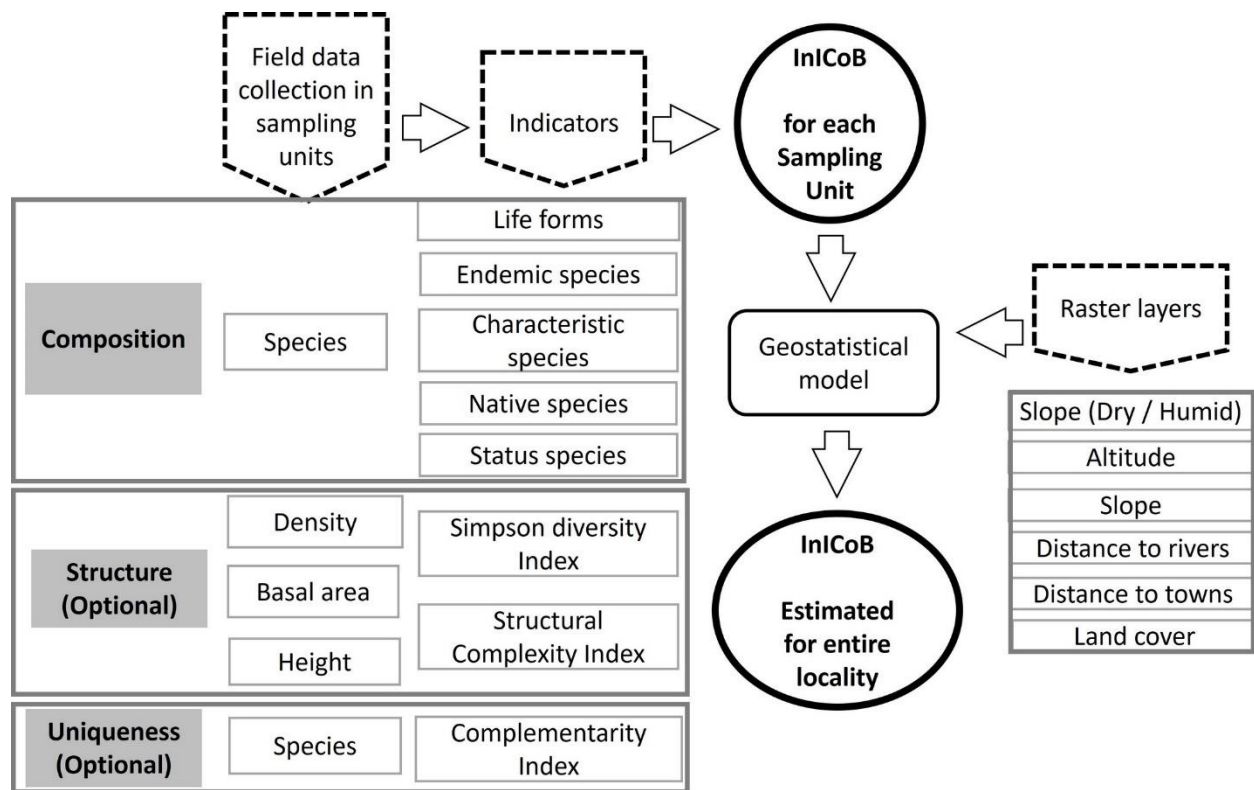 Field data
collection in
sampling
units
Indicators
InICoB
for each
Sampling
Unit
Composition
Species
Life forms
Endemic species
Characteristic
species
Native species
Status species
Structure
(Optional)
Density
Basal area
Height
Simpson diversity
Index
Structural
Complexity Index
Uniqueness
(Optional)
Species
Complementarity
Index
Geostatistical
model
Raster layers
Slope (Dry / Humid)
Altitude
Slope
Distance to rivers
Distance to towns
Land cover
InICoB
Estimated
for entire
locality